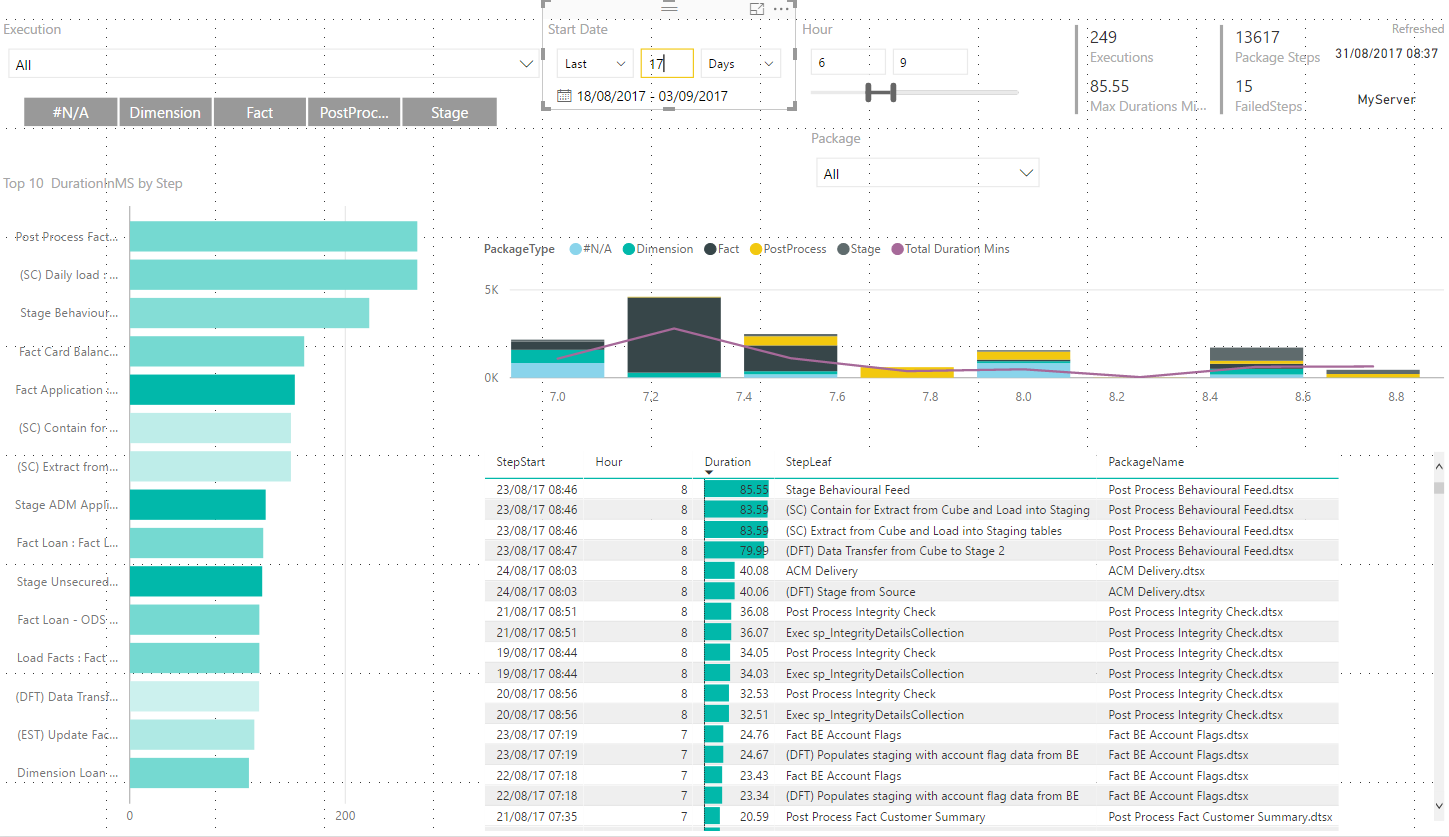 Execution
All
#N/A Dimension Fact PostProc... Stage
Start Date
Last 17 Days
18/08/2017 - 03/09/2017
Hour
6 9
249
Executions
85.55
Max Durations Mi...
13617
Package Steps
15
FailedSteps
Refreshed
31/08/2017 08:37
MyServer
Package
All
Top 10 DurationInMS by Step
Post Process Fact...
(SC) Daily load : ...
Stage Behaviour...
Fact Card Balanc...
Fact Application :...
(SC) Contain for ...
(SC) Extract from...
Stage ADM Appli...
Fact Loan : Fact L...
Stage Unsecured...
Fact Loan - ODS ...
Load Facts : Fact ...
(DFT) Data Transf...
(EST) Update Fac...
Dimension Loan ...
0 200
PackageType #N/A Dimension Fact PostProcess Stage Total Duration Mins
5K
0K
7.0 7.2 7.4 7.6 7.8 8.0 8.2 8.4 8.6 8.8
StepStart Hour Duration StepLeaf PackageName
23/08/17 08:46 8 85.55 Stage Behavioural Feed Post Process Behavioural Feed.dtsx
23/08/17 08:46 8 83.59 (SC) Contain for Extract from Cube and Load into Staging Post Process Behavioural Feed.dtsx
23/08/17 08:46 8 83.59 (SC) Extract from Cube and Load into Staging tables Post Process Behavioural Feed.dtsx
23/08/17 08:47 8 79.99 (DFT) Data Transfer from Cube to Stage 2 Post Process Behavioural Feed.dtsx
24/08/17 08:03 8 40.08 ACM Delivery ACM Delivery.dtsx
24/08/17 08:03 8 40.06 (DFT) Stage from Source ACM Delivery.dtsx
21/08/17 08:51 8 36.08 Post Process Integrity Check Post Process Integrity Check.dtsx
21/08/17 08:51 8 36.07 Exec sp_IntegrityDetailsCollection Post Process Integrity Check.dtsx
19/08/17 08:44 8 34.05 Post Process Integrity Check Post Process Integrity Check.dtsx
19/08/17 08:44 8 34.03 Exec sp_IntegrityDetailsCollection Post Process Integrity Check.dtsx
20/08/17 08:56 8 32.53 Post Process Integrity Check Post Process Integrity Check.dtsx
20/08/17 08:56 8 32.51 Exec sp_IntegrityDetailsCollection Post Process Integrity Check.dtsx
23/08/17 07:19 7 24.76 Fact BE Account Flags Fact BE Account Flags.dtsx
23/08/17 07:19 7 24.67 (DFT) Populates staging with account flag data from BE Fact BE Account Flags.dtsx
22/08/17 07:18 7 23.43 Fact BE Account Flags Fact BE Account Flags.dtsx
22/08/17 07:18 7 23.34 (DFT) Populates staging with account flag data from BE Fact BE Account Flags.dtsx
21/08/17 07:35 7 20.59 Post Process Fact Customer Summary Post Process Fact Customer Summary.dtsx